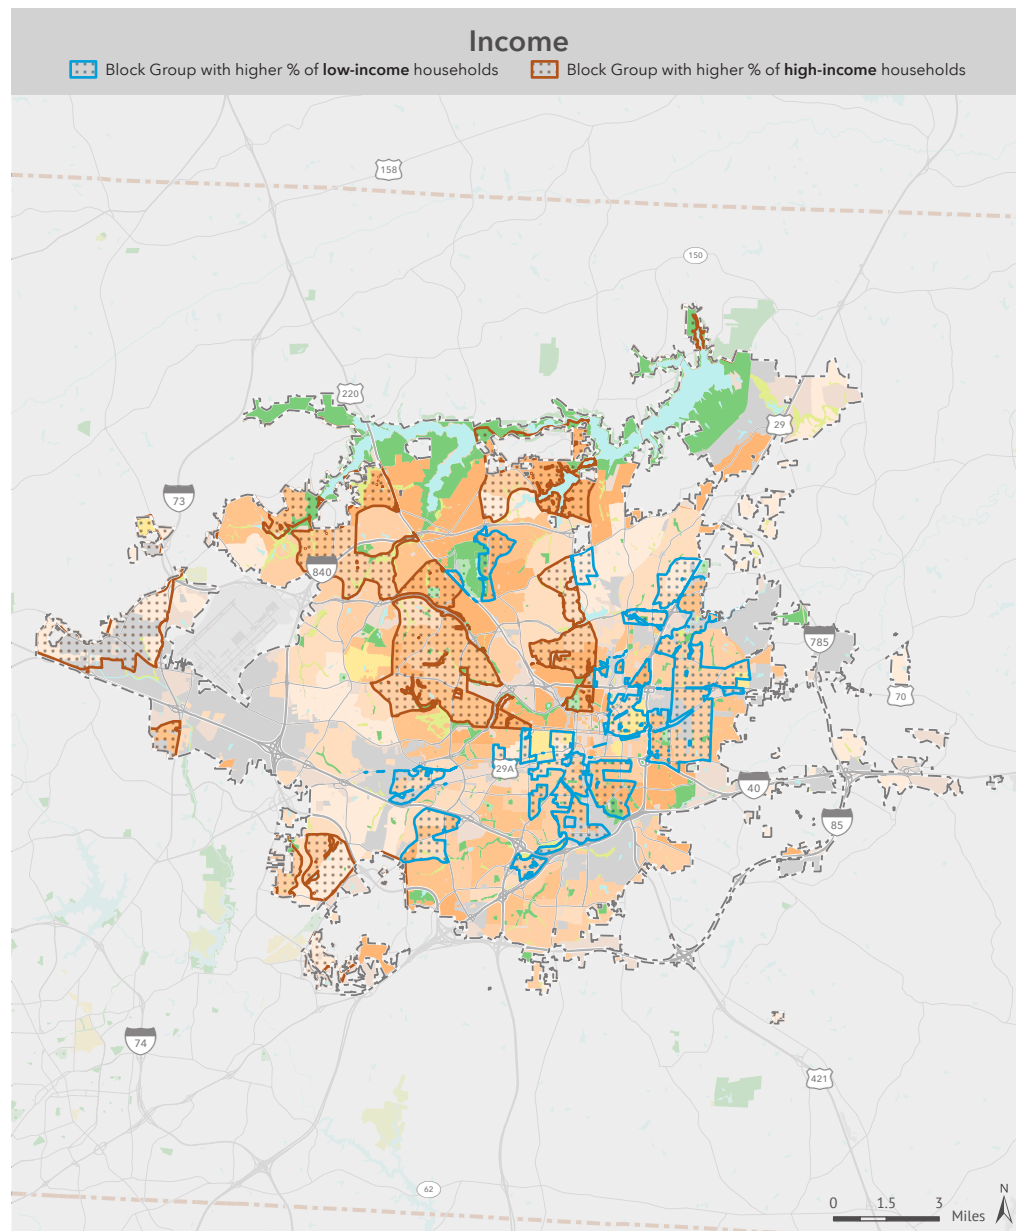 Income
Block Group with higher % of low-income households
Block Group with higher % of high-income households
158
150
220
29
73
840
785
70
29A
40
85
74
421
62
N
0 1.5 3
Miles